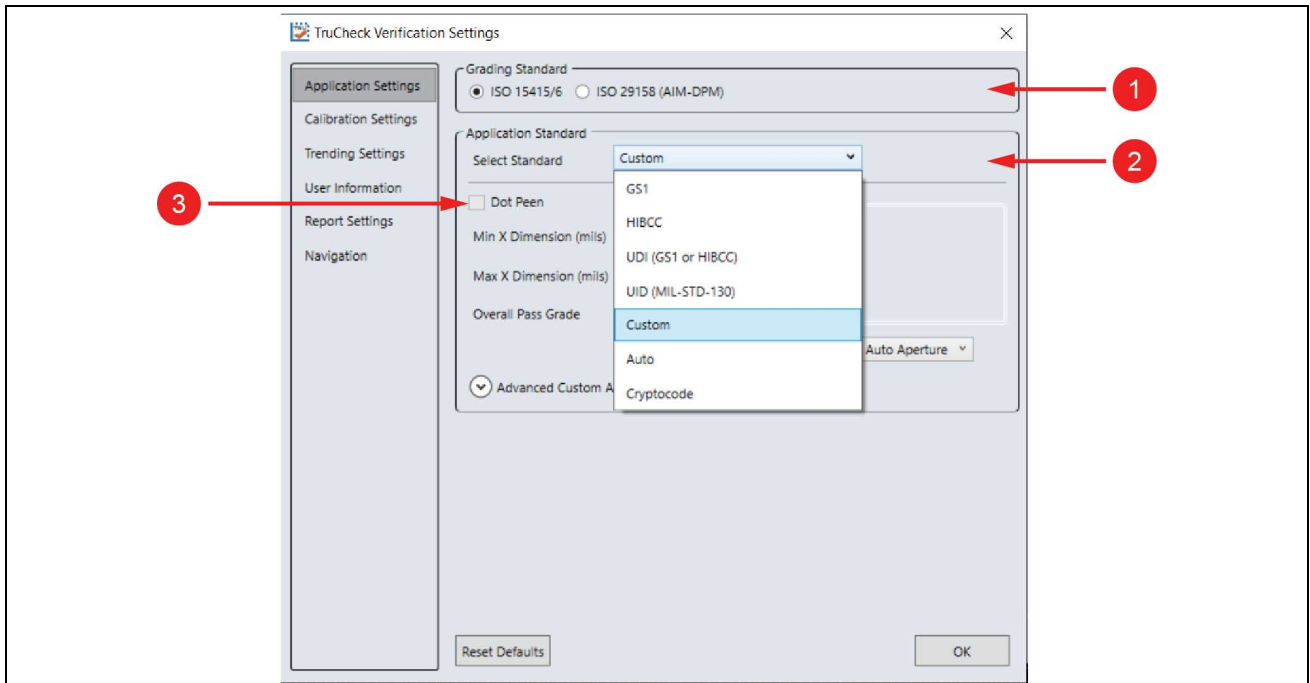 TruCheck Verification Settings
Application Settings
Calibration Settings
Trending Settings
User Information
Report Settings
Navigation
Grading Standard
ISO 15415/6 ISO 29158 (AIM-DPM)
1
Application Standard
Select Standard Custom
2
GS1
3
Dot Peen
HIBCC
Min X Dimension (mils)
UDI (GS1 or HIBCC)
Max X Dimension (mils)
UID (MIL-STD-130)
Overall Pass Grade
Custom
Auto Aperture
Auto
Advanced Custom A
Cryptocode
Reset Defaults
OK